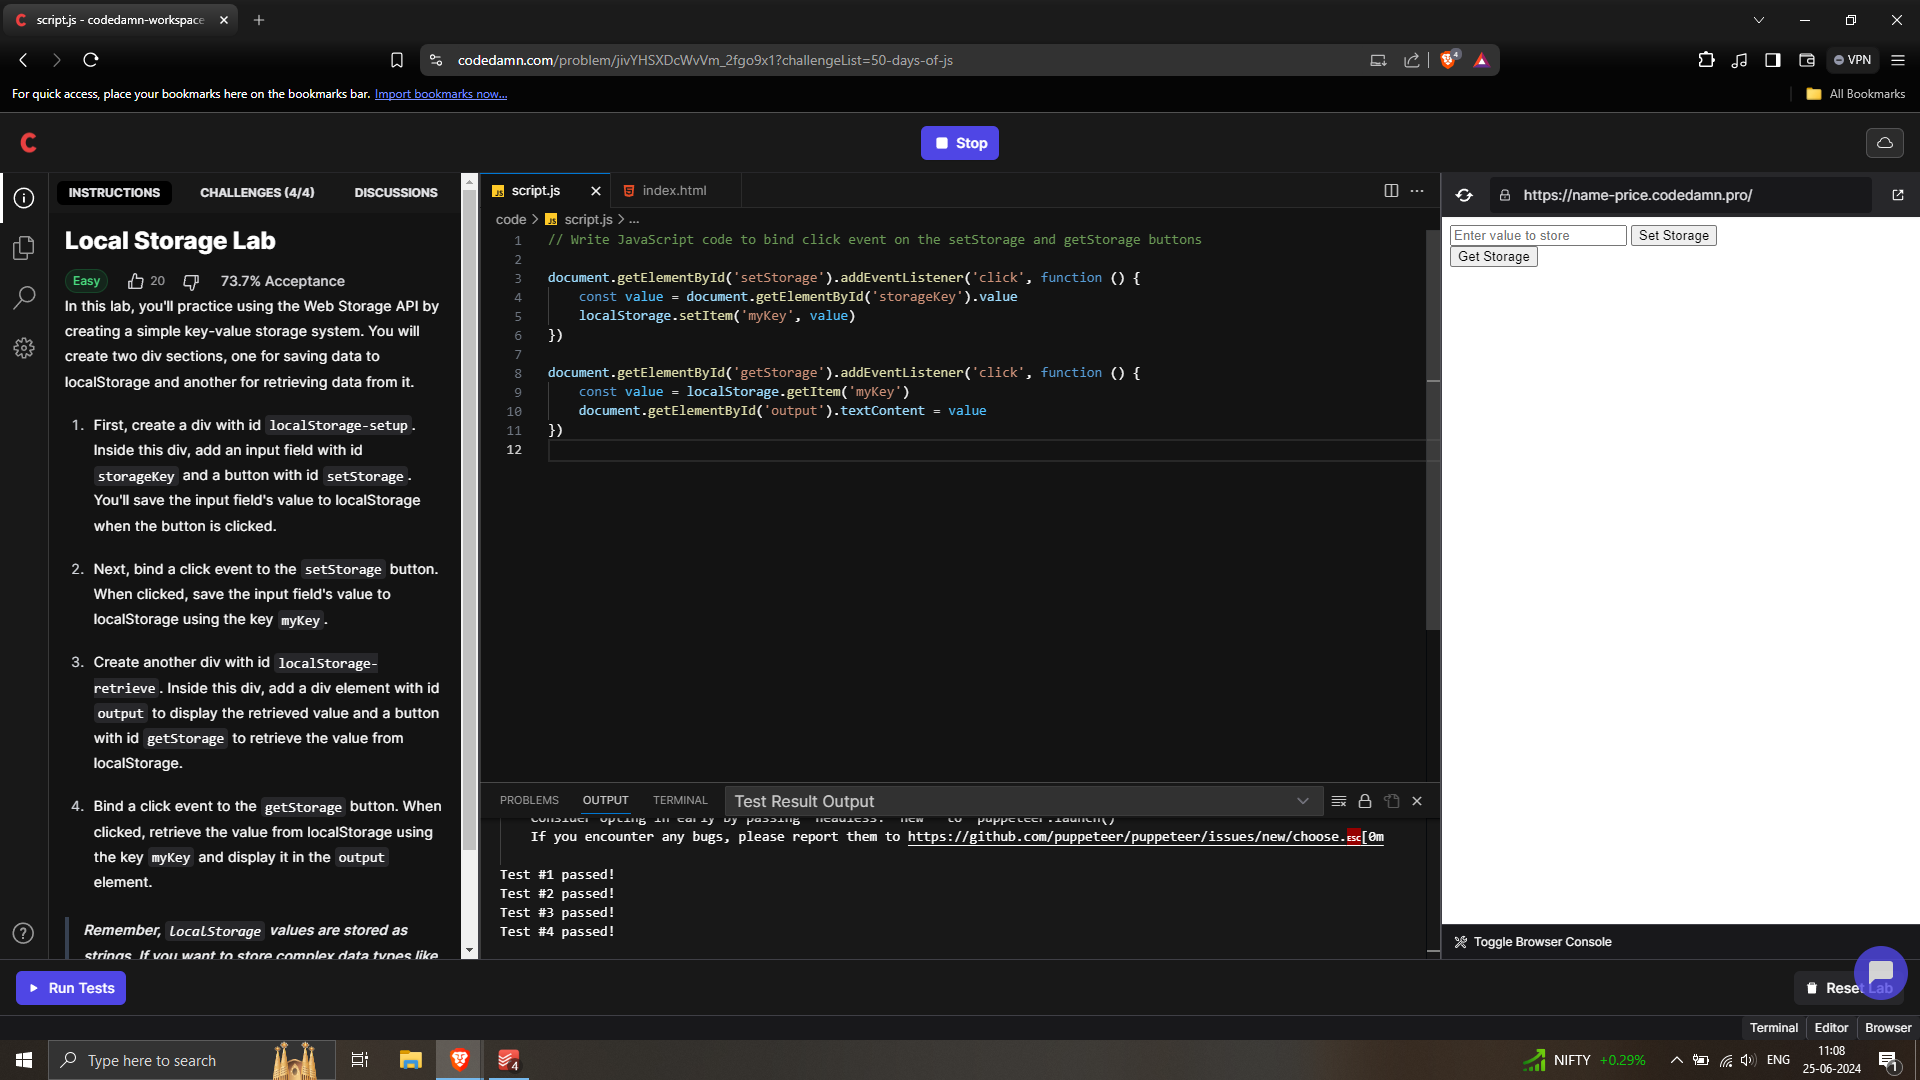 script.js - codedamn-workspace
codedamn.com/problem/jivYHSXDcWvVm_2fgo9x1?challengeList=50-days-of-js
4
VPN
For quick access, place your bookmarks here on the bookmarks bar. Import bookmarks now...
All Bookmarks
Stop
INSTRUCTIONS
CHALLENGES (4/4)
DISCUSSIONS
Local Storage Lab
Easy
20
73.7% Acceptance
In this lab, you'll practice using the Web Storage API by
creating a simple key-value storage system. You will
create two div sections, one for saving data to
localStorage and another for retrieving data from it.
1. First, create a div with id localStorage-setup.
Inside this div, add an input field with id
storageKey and a button with id setStorage.
You'll save the input field's value to localStorage
when the button is clicked.
2. Next, bind a click event to the setStorage button.
When clicked, save the input field's value to
localStorage using the key myKey.
3. Create another div with id localStorage-
retrieve. Inside this div, add a div element with id
output to display the retrieved value and a button
with id getStorage to retrieve the value from
localStorage.
4. Bind a click event to the getStorage button. When
clicked, retrieve the value from localStorage using
the key myKey and display it in the output
element.
Remember, localStorage values are stored as
strings. If you want to store complex data types like
Run Tests
JS script.js
index.html
code > JS script.js > ...
1 // Write JavaScript code to bind click event on the setStorage and getStorage buttons
2
3 document.getElementById('setStorage').addEventListener('click', function () {
4 const value = document.getElementById('storageKey').value
5 localStorage.setItem('myKey', value)
6 })
7
8 document.getElementById('getStorage').addEventListener('click', function () {
9 const value = localStorage.getItem('myKey')
10 document.getElementById('output').textContent = value
11 })
12
PROBLEMS
OUTPUT
TERMINAL
Test Result Output
Consider opting in early by passing `headless: "new"` to `puppeteer.launch()`
If you encounter any bugs, please report them to https://github.com/puppeteer/puppeteer/issues/new/choose.ESC[0m
Test #1 passed!
Test #2 passed!
Test #3 passed!
Test #4 passed!
https://name-price.codedamn.pro/
Enter value to store
Set Storage
Get Storage
Toggle Browser Console
Reset Lab
Terminal
Editor
Browser
Type here to search
4
NIFTY +0.29%
ENG
11:08
25-06-2024
1